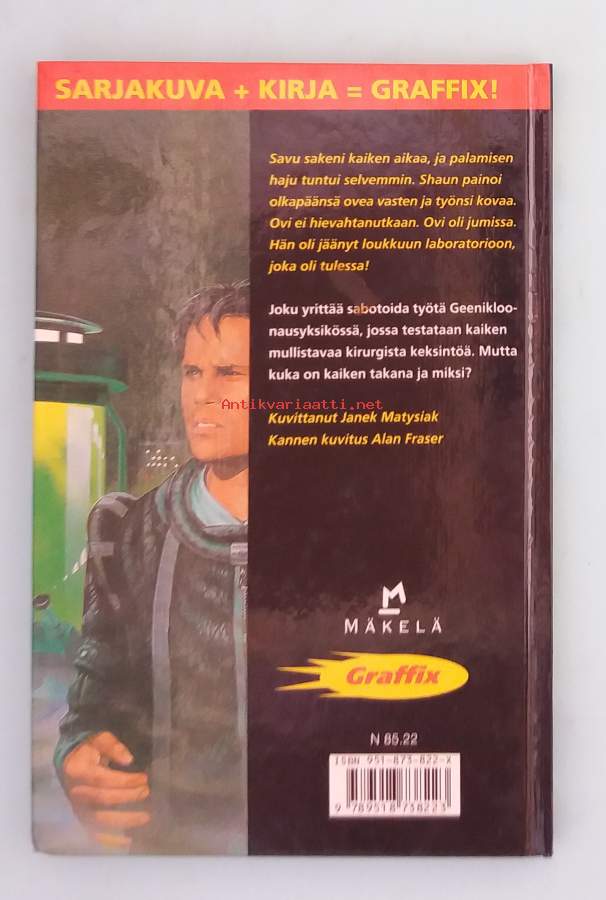 SARJAKUVA + KIRJA = GRAFFIX!
Savu sakeni kaiken aikaa, ja palamisen
haju tuntui selvemmin. Shaun painoi
olkapäänsä ovea vasten ja työnsi kovaa.
Ovi ei hievahtanutkaan. Ovi oli jumissa.
Hän oli jäänyt loukkuun laboratorioon,
joka oli tulessa!
Joku yrittää sabotoida työtä Geenikloo-
nausyksikössä, jossa testataan kaiken
mullistavaa kirurgista keksintöä. Mutta
kuka on kaiken takana ja miksi?
Antikvariaatti.net
Kuvittanut Janek Matysiak
Kannen kuvitus Alan Fraser
M
MÄKELÄ
Graffix
N 85.22
ISBN 951-873-822-X
9 789518 738223